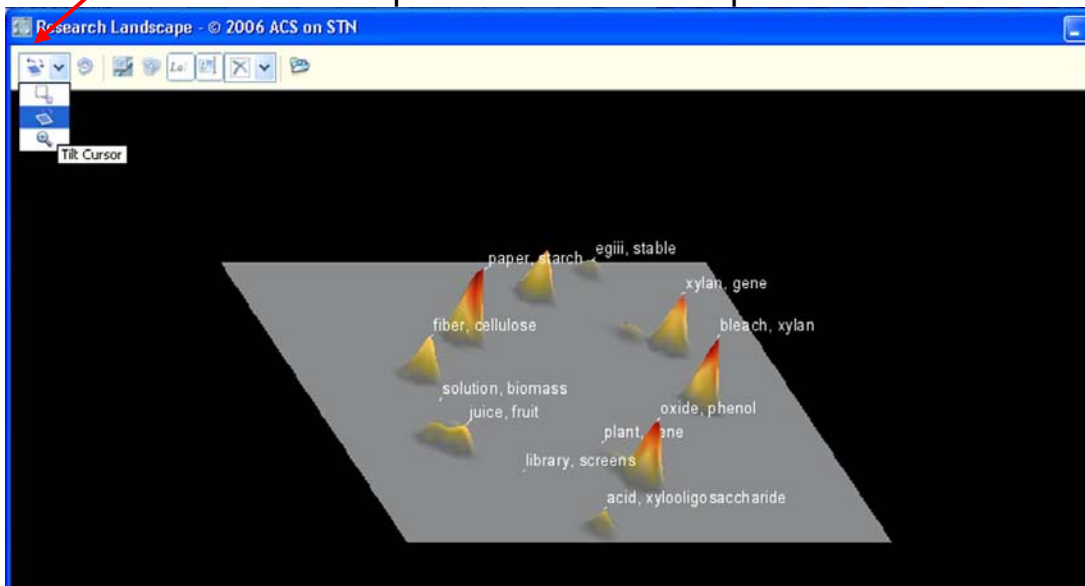 Research Landscape - © 2006 ACS on STN
Tilt Cursor
egiii, stable
paper, starch
xylan, gene
fiber, cellulose
bleach, xylan
solution, biomass
juice, fruit
oxide, phenol
library, screens
acid, xylooligosaccharide